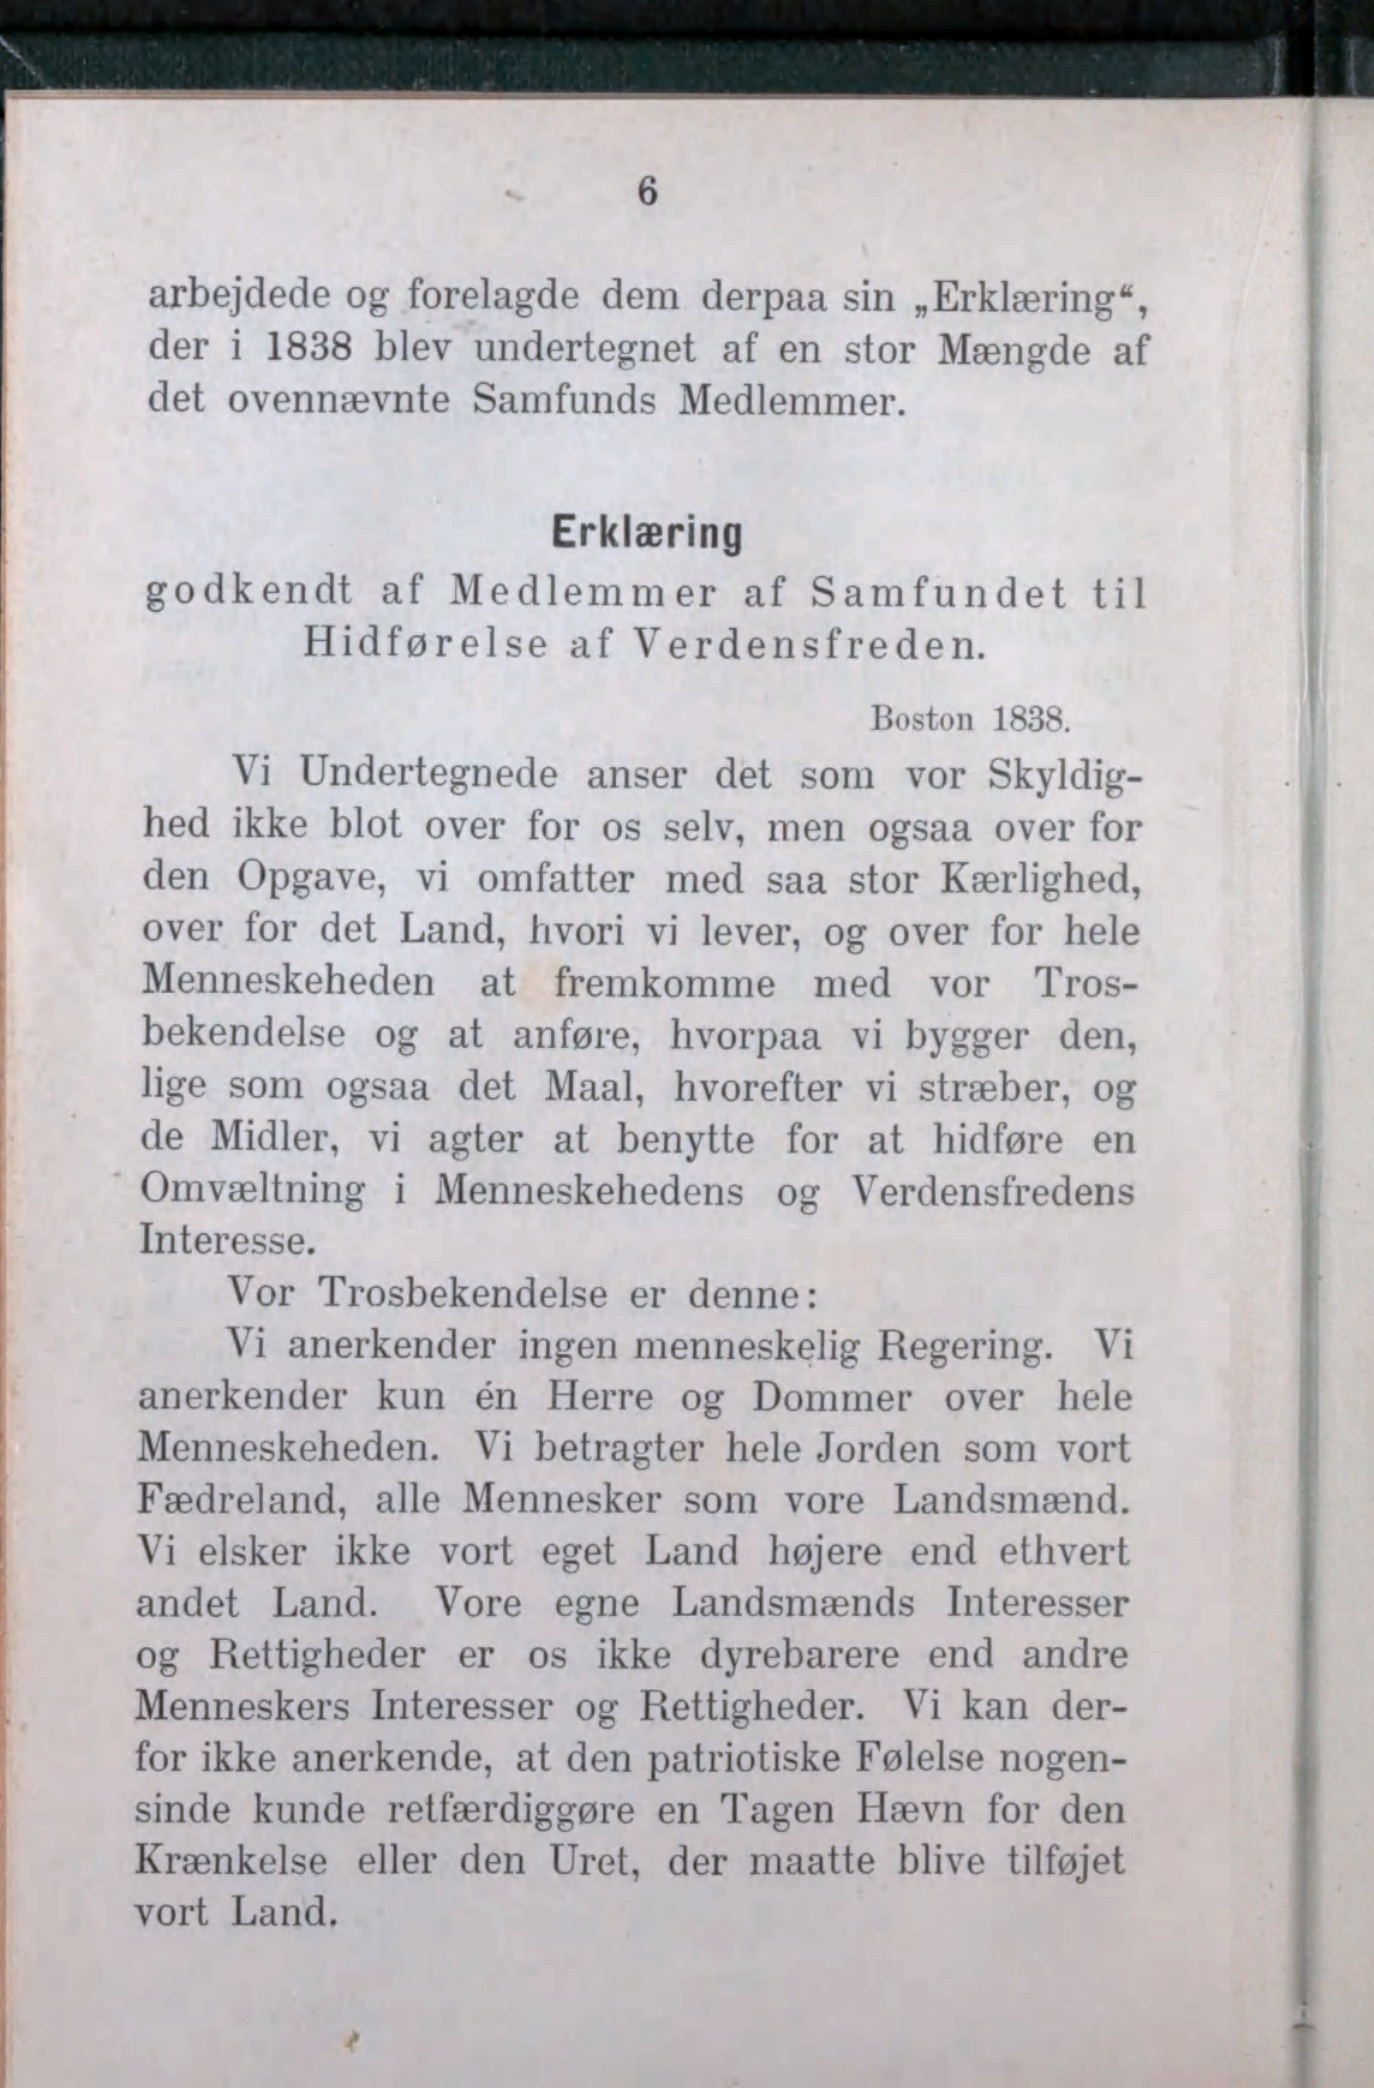 6
arbejdede og forelagde dem derpaa sin „Erklæring“,
der i 1838 blev undertegnet af en stor Mængde af
det ovennævnte Samfunds Medlemmer.
Erklæring
godkendt af Medlemmer af Samfundet til
Hidførelse af Verdensfreden.
Boston 1838.
Vi Undertegnede anser det som vor Skyldig-
hed ikke blot over for os selv, men ogsaa over for
den Opgave, vi omfatter med saa stor Kærlighed,
over for det Land, hvori vi lever, og over for hele
Menneskeheden at fremkomme med vor Tros-
bekendelse og at anføre, hvorpaa vi bygger den,
lige som ogsaa det Maal, hvorefter vi stræber, og
de Midler, vi agter at benytte for at hidføre en
Omvæltning i Menneskehedens og Verdensfredens
Interesse.
Vor Trosbekendelse er denne:
Vi anerkender ingen menneskelig Regering. Vi
anerkender kun én Herre og Dommer over hele
Menneskeheden. Vi betragter hele Jorden som vort
Fædreland, alle Mennesker som vore Landsmænd.
Vi elsker ikke vort eget Land højere end ethvert
andet Land. Vore egne Landsmænds Interesser
og Rettigheder er os ikke dyrebarere end andre
Menneskers Interesser og Rettigheder. Vi kan der-
for ikke anerkende, at den patriotiske Følelse nogen-
sinde kunde retfærdiggøre en Tagen Hævn for den
Krænkelse eller den Uret, der maatte blive tilføjet
vort Land.